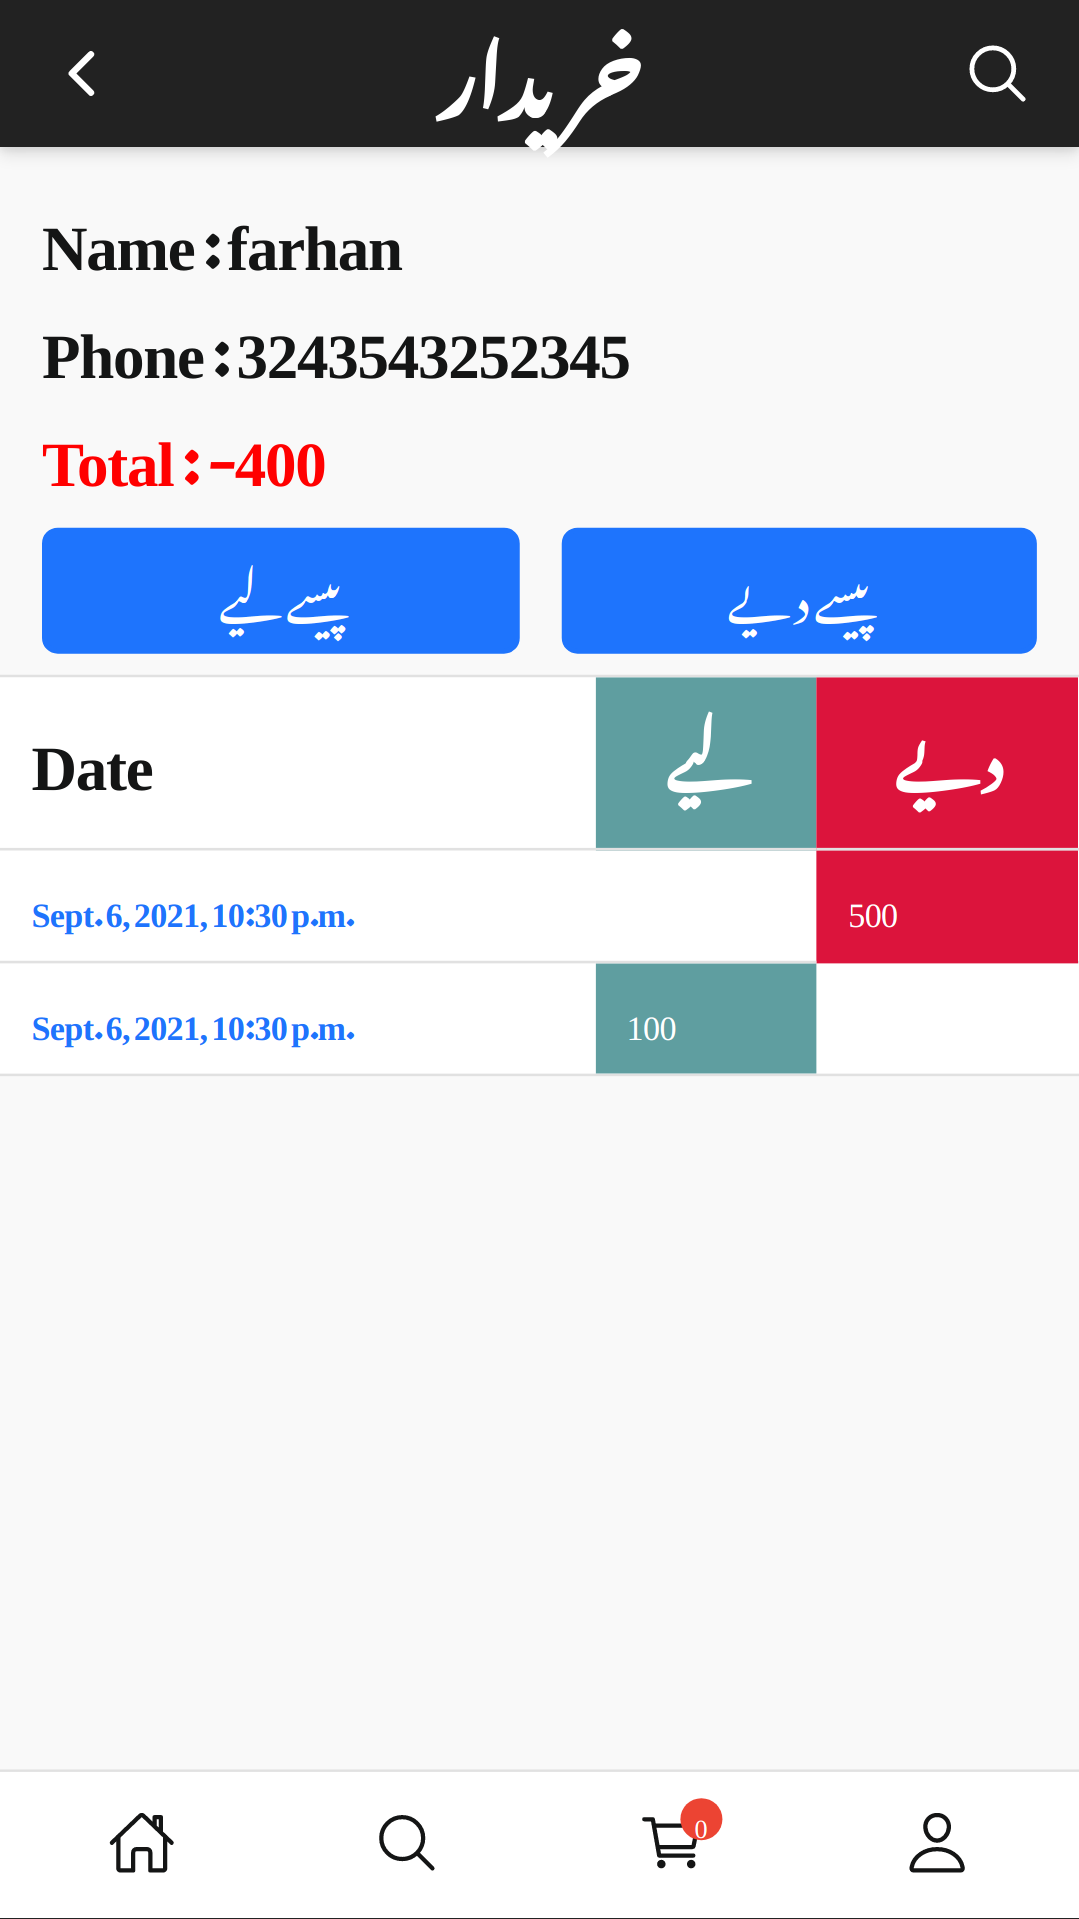 خریدار
Name:farhan
Phone:3243543252345
Total:-400
پیسے لیے
پیسے دیے
Date
لیے
دیے
Sept. 6, 2021, 10:30 p.m.
500
Sept. 6, 2021, 10:30 p.m.
100
0